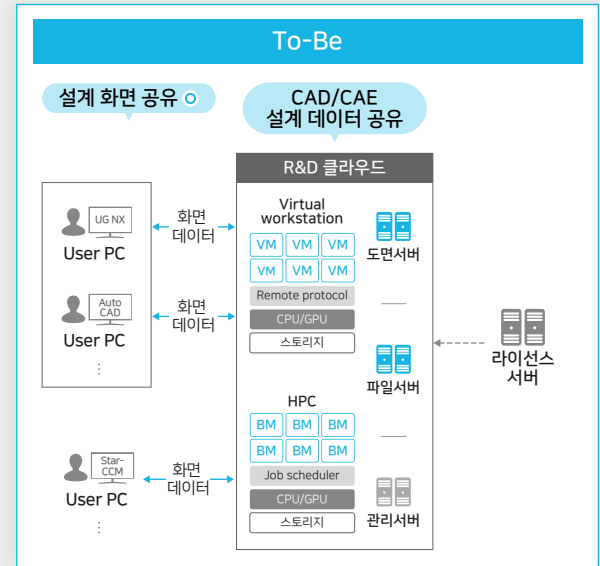 To-Be
설계 화면 공유
CAD/CAE
설계 데이터 공유
R&D 클라우드
UG NX
User PC
화면
데이터
Auto
CAD
User PC
화면
데이터
⋮
Star-
CCM
User PC
화면
데이터
⋮
Virtual
workstation
VM VM VM
VM VM VM
Remote protocol
CPU/GPU
스토리지
HPC
BM BM BM
BM BM BM
Job scheduler
CPU/GPU
스토리지
도면서버
파일서버
관리서버
라이선스
서버